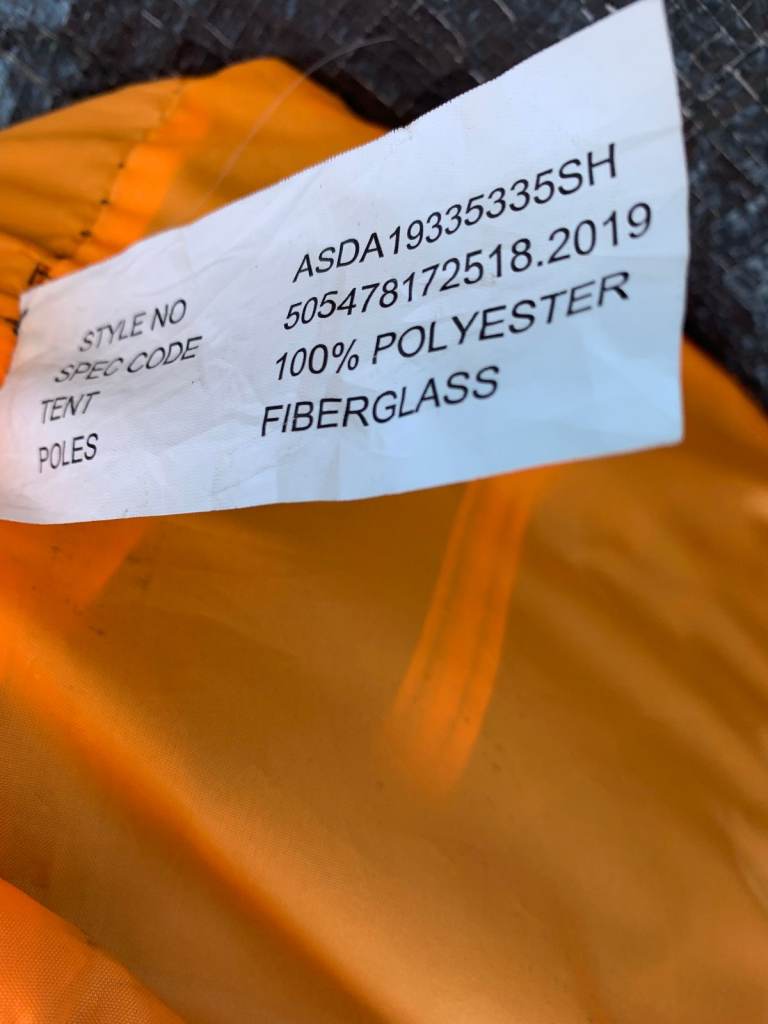 STYLE NO ASDA19335335SH
SPEC CODE 505478172518.2019
TENT 100% POLYESTER
POLES FIBERGLASS